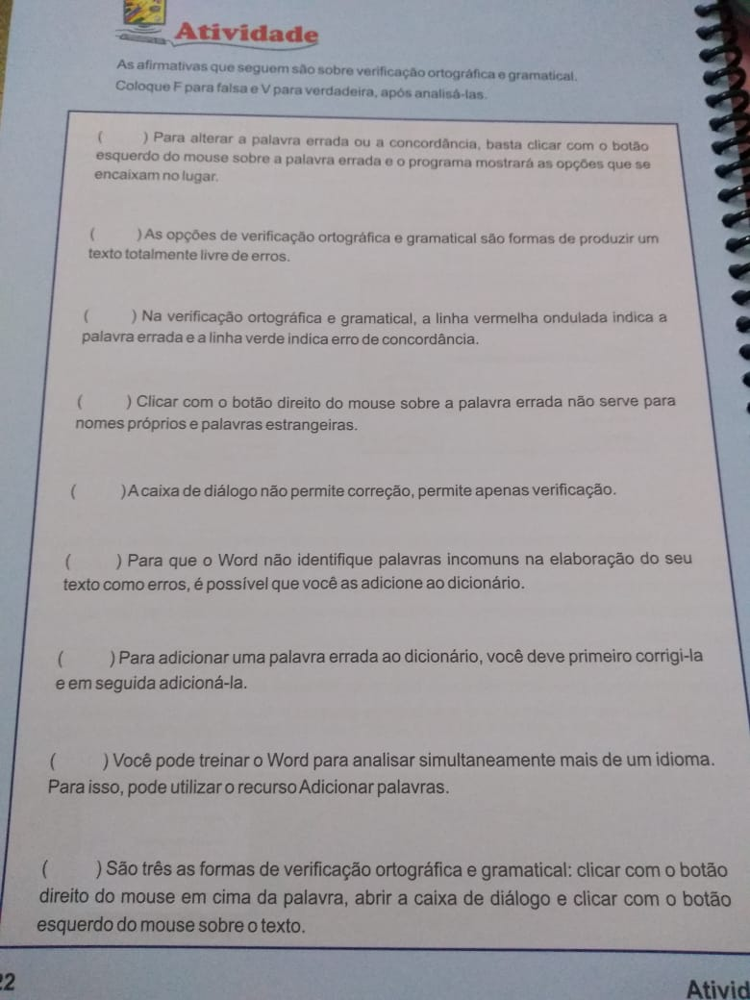 Atividade
As afirmativas que seguem são sobre verificação ortográfica e gramatical.
Coloque F para falsa e V para verdadeira, após analisá-las.
( ) Para alterar a palavra errada ou a concordância, basta clicar com o botão
esquerdo do mouse sobre a palavra errada e o programa mostrará as opções que se
encaixam no lugar.
( ) As opções de verificação ortográfica e gramatical são formas de produzir um
texto totalmente livre de erros.
( ) Na verificação ortográfica e gramatical, a linha vermelha ondulada indica a
palavra errada e a linha verde indica erro de concordância.
( ) Clicar com o botão direito do mouse sobre a palavra errada não serve para
nomes próprios e palavras estrangeiras.
( ) A caixa de diálogo não permite correção, permite apenas verificação.
( ) Para que o Word não identifique palavras incomuns na elaboração do seu
texto como erros, é possível que você as adicione ao dicionário.
( ) Para adicionar uma palavra errada ao dicionário, você deve primeiro corrigi-la
e em seguida adicioná-la.
( ) Você pode treinar o Word para analisar simultaneamente mais de um idioma.
Para isso, pode utilizar o recurso Adicionar palavras.
( ) São três as formas de verificação ortográfica e gramatical: clicar com o botão
direito do mouse em cima da palavra, abrir a caixa de diálogo e clicar com o botão
esquerdo do mouse sobre o texto.
22
Ativid